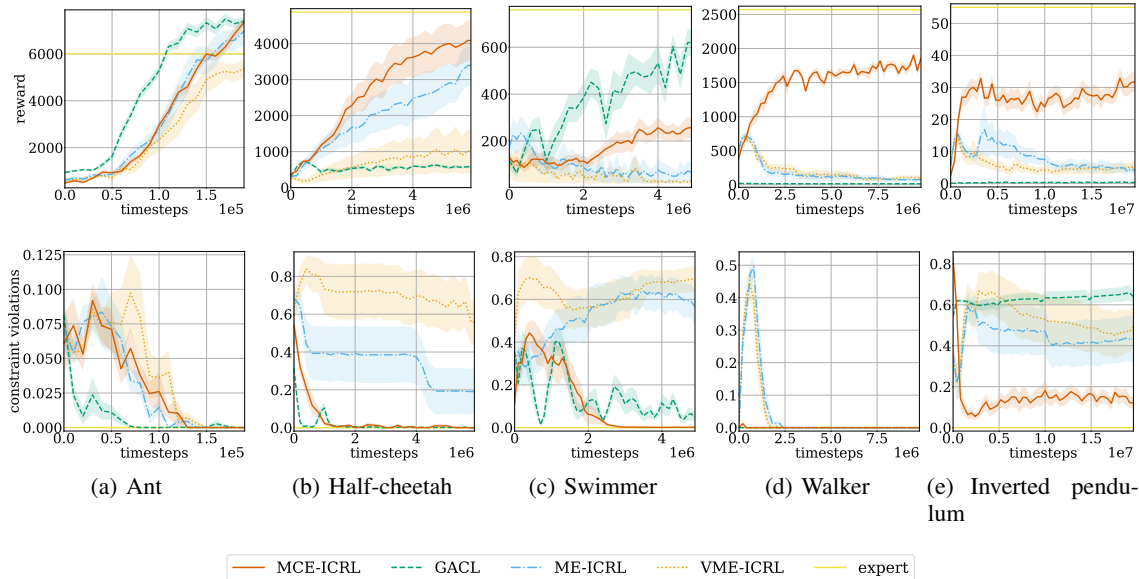 reward
6000
4000
2000
0.0 0.5 1.0 1.5
timesteps 1e5
4000
3000
2000
1000
0
2 4
timesteps 1e6
600
400
200
0 2 4
timesteps 1e6
2500
2000
1500
1000
500
0
0.0 2.5 5.0 7.5
timesteps 1e6
50
40
30
20
10
0
0.0 0.5 1.0 1.5
timesteps 1e7
constraint violations
0.125
0.100
0.075
0.050
0.025
0.000
0.0 0.5 1.0 1.5
timesteps 1e5
0.8
0.6
0.4
0.2
0.0
0 2 4
timesteps 1e6
0.8
0.6
0.4
0.2
0.0
0 2 4
timesteps 1e6
0.5
0.4
0.3
0.2
0.1
0.0
0.0 2.5 5.0 7.5
timesteps 1e6
0.8
0.6
0.4
0.2
0.0
0.0 0.5 1.0 1.5
timesteps 1e7
(a) Ant
(b) Half-cheetah
(c) Swimmer
(d) Walker
(e) Inverted pendu-
lum
MCE-ICRL GACL ME-ICRL VME-ICRL expert